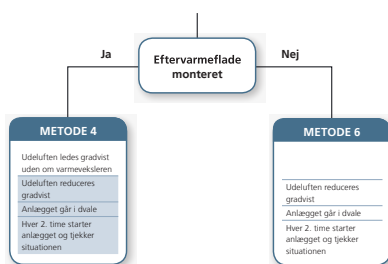 Ja
Eftervarmeflade
monteret
Nej
METODE 4
Udeluften ledes gradvist
uden om varmeveksleren
Udeluften reduceres
gradvist
Anlægget går i dvale
Hver 2. time starter
anlægget og tjekker
situationen
METODE 6
Udeluften reduceres
gradvist
Anlægget går i dvale
Hver 2. time starter
anlægget og tjekker
situationen